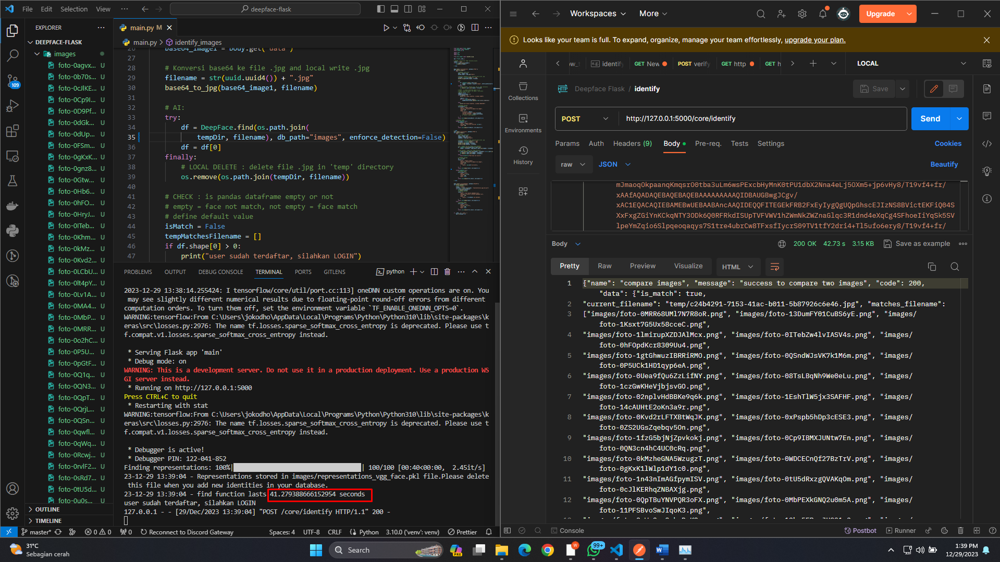 File Edit Selection View ··· deepface-flask
EXPLORER
DEEPFACE-FLASK
images
foto-0agvx... U
foto-0b70s... U
foto-0cJlKE... U
foto-0Cp9I... U
foto-0D9Pf... U
foto-0dGk... U
foto-0dUp... U
foto-0FSm... U
foto-0gKxK... U
foto-0gnz8... U
foto-0Gtw... U
foto-0Hb6... U
foto-0hFO... U
foto-0HryJ... U
foto-0ITeb... U
foto-0Khm... U
foto-0kMz... U
foto-0Kvd2... U
foto-0LCbU... U
foto-0lt4pY... U
foto-0Lv1A... U
foto-0MA4... U
foto-0MbP... U
foto-0MRR... U
foto-0o2hC... U
foto-0P5U... U
foto-0pGtF... U
foto-0Q1q... U
foto-0QN3... U
foto-0QpT... U
foto-0QrjL... U
foto-0QSn... U
foto-0qwfl... U
foto-0qWq... U
foto-0Rcwj... U
foto-0rvlF2... U
foto-0sRd7... U
foto-0tU5d... U
foto-0u0s... U
OUTLINE
TIMELINE
109
main.py M
main.py > identify_images
26 base64_image1 = body.get('data')
27
28 # Konversi base64 ke file .jpg and local write .jpg
29 filename = str(uuid.uuid4()) + ".jpg"
30 base64_to_jpg(base64_image1, filename)
31
32 # AI:
33 try:
34 df = DeepFace.find(os.path.join(
35 tempDir, filename), db_path="images", enforce_detection=False)
36 df = df[0]
37 finally:
38 # LOCAL DELETE : delete file .jpg in 'temp' directory
39 os.remove(os.path.join(tempDir, filename))
40
41 # CHECK : is pandas dataframe empty or not
42 # empty = face not match, not empty = face match
43 # define default value
44 isMatch = False
45 tempMatchesFilename = []
46 if df.shape[0] > 0:
47 print("user sudah terdaftar, silahkan LOGIN")
PROBLEMS OUTPUT DEBUG CONSOLE TERMINAL PORTS GITLENS python
2023-12-29 13:38:14.255424: I tensorflow/core/util/port.cc:113] oneDNN custom operations are on. You
may see slightly different numerical results due to floating-point round-off errors from different
computation orders. To turn them off, set the environment variable `TF_ENABLE_ONEDNN_OPTS=0`.
WARNING:tensorflow:From C:\Users\jokodho\AppData\Local\Programs\Python\Python310\lib\site-packages\k
eras\src\losses.py:2976: The name tf.losses.sparse_softmax_cross_entropy is deprecated. Please use t
f.compat.v1.losses.sparse_softmax_cross_entropy instead.
* Serving Flask app 'main'
* Debug mode: on
WARNING: This is a development server. Do not use it in a production deployment. Use a production WS
GI server instead.
* Running on http://127.0.0.1:5000
Press CTRL+C to quit
* Restarting with stat
WARNING:tensorflow:From C:\Users\jokodho\AppData\Local\Programs\Python\Python310\lib\site-packages\k
eras\src\losses.py:2976: The name tf.losses.sparse_softmax_cross_entropy is deprecated. Please use t
f.compat.v1.losses.sparse_softmax_cross_entropy instead.
* Debugger is active!
* Debugger PIN: 122-041-852
Finding representations: 100%| | 100/100 [00:40<00:00, 2.45it/s]
23-12-29 13:39:04 - Representations stored in images/representations_vgg_face.pkl file.Please delete
this file when you add new identities in your database.
23-12-29 13:39:04 - find function lasts 41.279388666152954 seconds
user sudah terdaftar, silahkan LOGIN
127.0.0.1 - - [29/Dec/2023 13:39:04] "POST /core/identify HTTP/1.1" 200 -
master* 0 0 0 Reconnect to Discord Gateway Spaces: 4 UTF-8 CRLF Python 3.10.0 ('venv': venv) Prettier
Workspaces More Upgrade
Looks like your team is full. To expand, organize, manage your team effortlessly, upgrade your plan.
identify GET New POST verify GET http GET h LOCAL
Collections
Environments
History
HTTP Deepface Flask / identify Save
POST http://127.0.0.1:5000/core/identify Send
Params Auth Headers (9) Body Pre-req. Tests Settings Cookies
raw JSON Beautify
mJmaoqOkpaanqKmqsrO0tba3uLm6wsPExcbHyMnK0tPU1dbX2Nna4eLj5OXm5+jp6vHy8/T19vf4+fr/
xAAfAQADAQEBAQEBAQEBAAAAAAAAAQIDBAUGBwgJCgv/
xAC1EQACAQIEBAMEBwUEBAABAncAAQIDEQQFITEGEkFRB2FxEyIygQgUQpGhscEJIzNS8BVictEKFiQ04S
XxFxgZGiYnKCkqNTY3ODk6Q0RFRkdISUpTVFVWV1hZWmNkZWZnaGlqc3R1dnd4eXqCg4SFhoeIiYqSk5SV
lpeYmZqio6Slpqeoqaqys7S1tre4ubrCw8TFxsfIycrS09TV1tfY2dri4+Tl5ufo6ery8/T19vf4+fr/
Body 200 OK 42.73 s 3.15 KB Save as example
Pretty Raw Preview Visualize HTML
1 {"name": "compare images", "message": "success to compare two images", "code": 200,
"data": {"is_match": true,
2 "current_filename": "temp/c24b4291-7153-41ac-b011-5b87926c6e46.jpg", "matches_filename":
3 ["images/foto-0MRR68UMl7N7R8oR.png", "images/foto-13DumFY01CuBS6yE.png", "images/
foto-1Ksxt7G5Ux58cceC.png",
4 "images/foto-1lmirupXZDJAlMcx.png", "images/foto-0ITebZw4lvIASV4s.png", "images/
foto-0hFOpdKcr8309Uu4.png",
5 "images/foto-1gtGhwuzIBRRiRMO.png", "images/foto-0QSndWJsVK7k1M6m.png", "images/
foto-0P5UCk1HD1qyp6eA.png",
6 "images/foto-0Uea9fQu6ZzLifNY.png", "images/foto-08TsLBqNh9We0eLu.png", "images/
foto-1czGwKHeVjbjsvGO.png",
7 "images/foto-02nplvHdBBKe9q6k.png", "images/foto-1EshTlW5jx3SAFHF.png", "images/
foto-14cAUHtE2oKn3a9r.png",
8 "images/foto-0Kvd2rLFTXBtWqJK.png", "images/foto-0xPspb5hDp3cESE3.png", "images/
foto-0ZS2UGsZqebqv5On.png",
9 "images/foto-1fzG5bjNjZpvkokj.png", "images/foto-0Cp9IBMXJUNtw7En.png", "images/
foto-0QN3cn4hC4UC0cRq.png",
10 "images/foto-0kMzheGNA5WzugzT.png", "images/foto-0WDCECnQf27BzTrV.png", "images/
foto-0gKxK1lWlp1dY1c0.png",
11 "images/foto-1n43nImAGfpymISV.png", "images/foto-0tU5dRxzgQVAKqOm.png", "images/
foto-0cJlKERhqZNBAXjg.png",
12 "images/foto-0QpTBuYNVPQR3oFX.png", "images/foto-0MbPEXkGNQ2u0m5A.png", "images/
foto-11PFSBvoSwJIqoK3.png",
Console Postbot Runner
31°C
Sebagian cerah
Search
PRE
99+
1:39 PM
12/29/2023